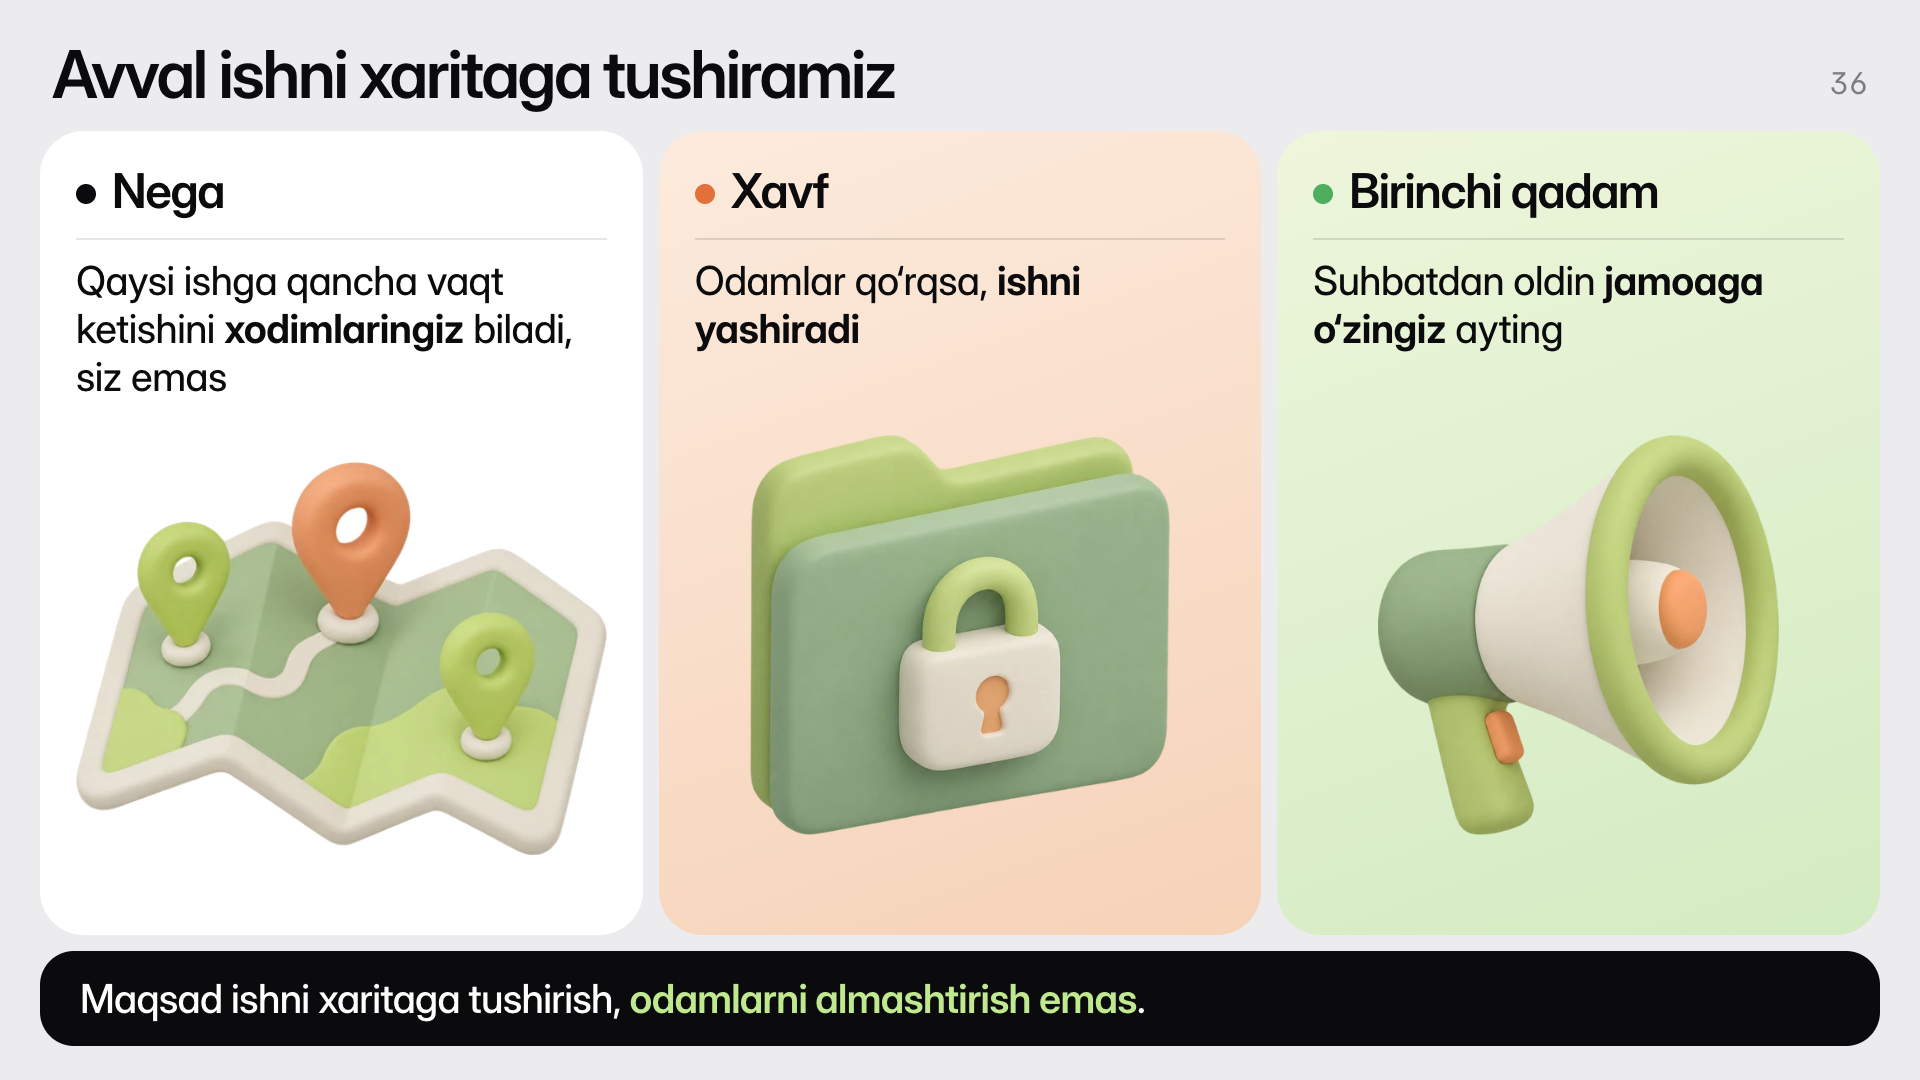 Avval ishni xaritaga tushiramiz
36
Nega
Qaysi ishga qancha vaqt
ketishini xodimlaringiz biladi,
siz emas
Xavf
Odamlar qo‘rqsa, ishni
yashiradi
Birinchi qadam
Suhbatdan oldin jamoaga
o‘zingiz ayting
Maqsad ishni xaritaga tushirish, odamlarni almashtirish emas.